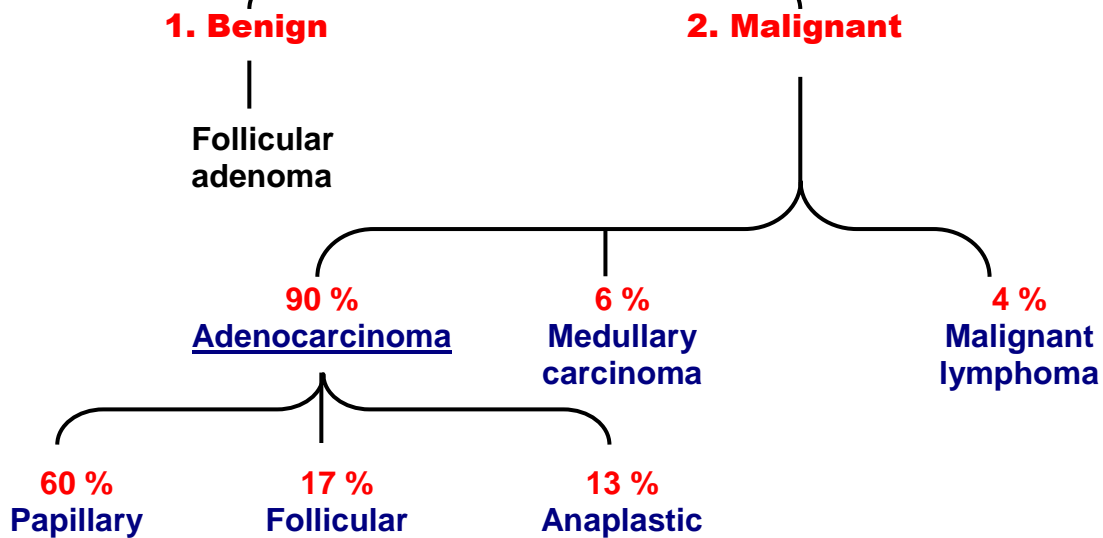 1. Benign
2. Malignant
Follicular
adenoma
90 %
Adenocarcinoma
6 %
Medullary
carcinoma
4 %
Malignant
lymphoma
60 %
Papillary
17 %
Follicular
13 %
Anaplastic